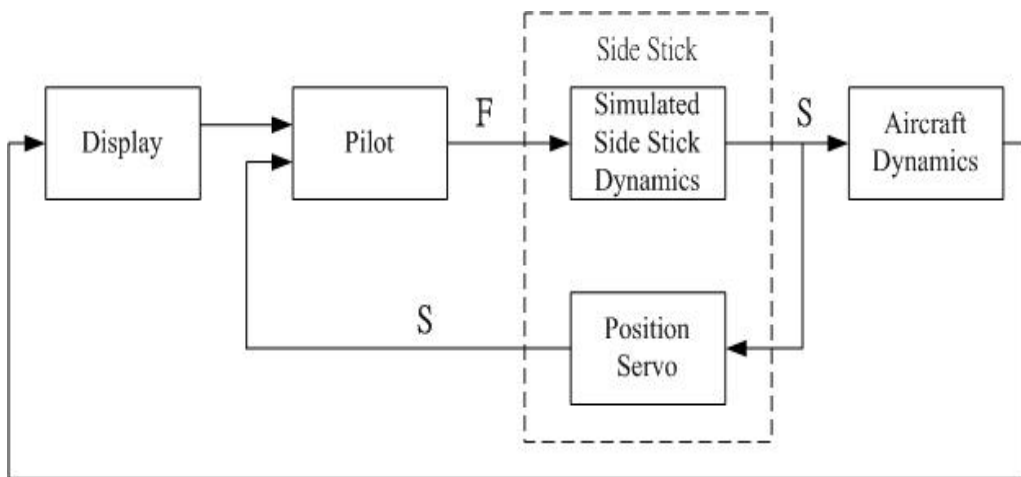 Side Stick
Display
Pilot
F
Simulated
Side Stick
Dynamics
S
Aircraft
Dynamics
S
Position
Servo